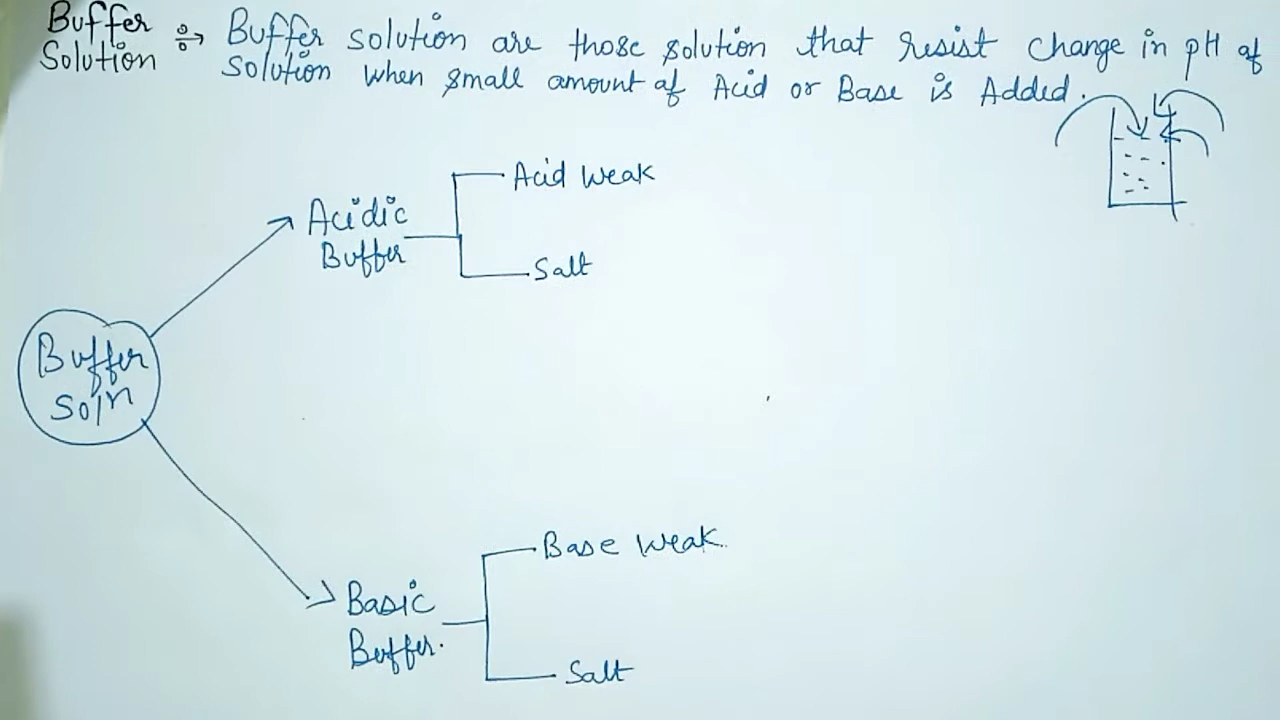 Buffer Solution ÷→ Buffer solution are those solution that resist change in pH of
solution when small amount of Acid or Base is Added.
Acidic Buffer
Acid Weak
Salt
Buffer
Soln
Basic
Buffer.
Base Weak.
Salt